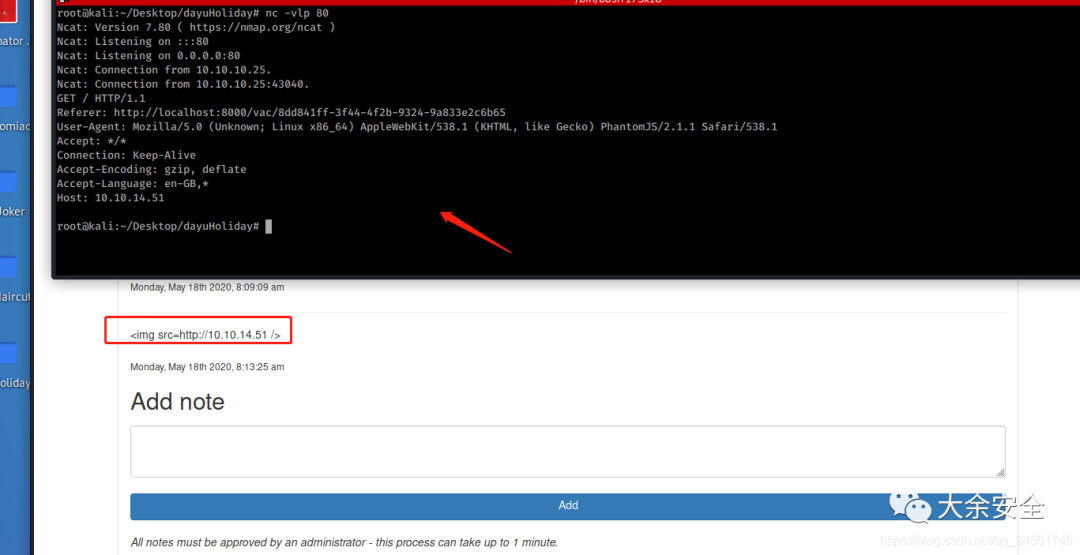 root@kali:~/Desktop/dayuHoliday# nc -vlp 80
Ncat: Version 7.80 ( https://nmap.org/ncat )
Ncat: Listening on :::80
Ncat: Listening on 0.0.0.0:80
Ncat: Connection from 10.10.10.25.
Ncat: Connection from 10.10.10.25:43040.
GET / HTTP/1.1
Referer: http://localhost:8000/vac/8dd841ff-3f44-4f2b-9324-9a833e2c6b65
User-Agent: Mozilla/5.0 (Unknown; Linux x86_64) AppleWebKit/538.1 (KHTML, like Gecko) PhantomJS/2.1.1 Safari/538.1
Accept: */*
Connection: Keep-Alive
Accept-Encoding: gzip, deflate
Accept-Language: en-GB,*
Host: 10.10.14.51
root@kali:~/Desktop/dayuHoliday#
Joker
Monday, May 18th 2020, 8:09:09 am
<img src=http://10.10.14.51 />
Monday, May 18th 2020, 8:13:25 am
Add note
Add
大余安全
All notes must be approved by an administrator - this process can take up to 1 minute.
https://blog.csdn.net/qq_34801745